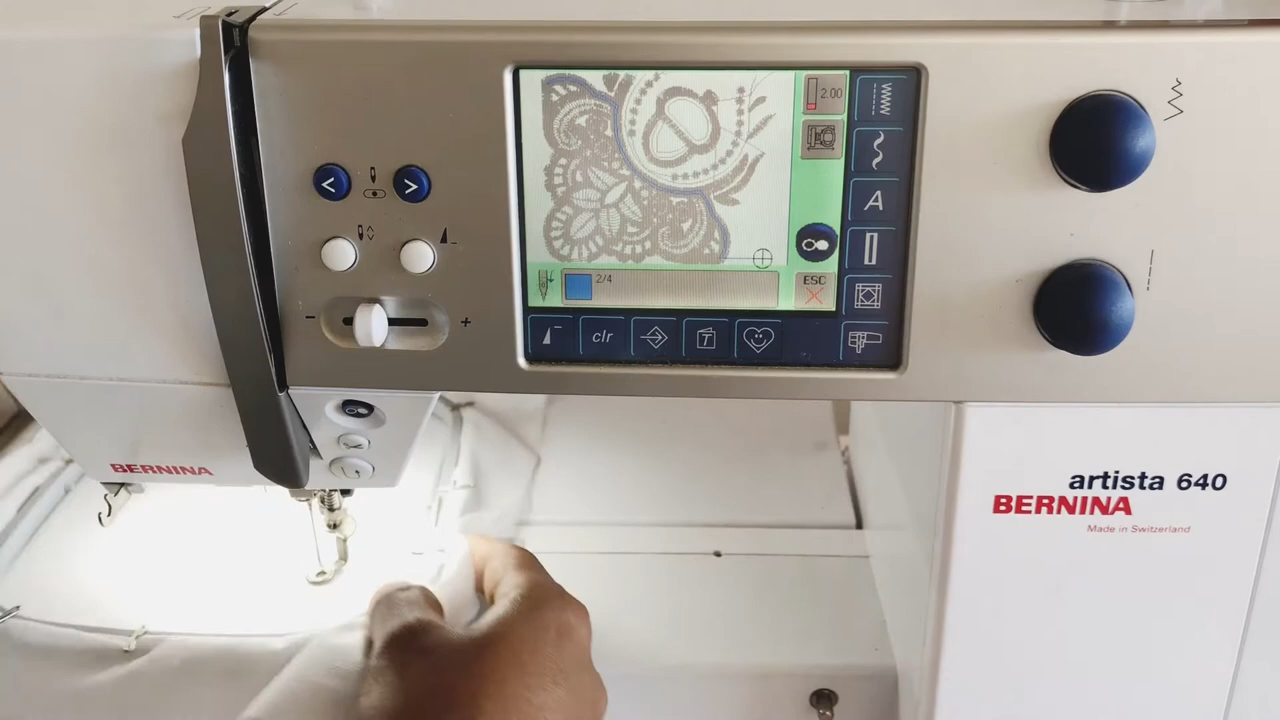 2.00
A
2/4
ESC
clr
T
BERNINA
artista 640
BERNINA
Made in Switzerland